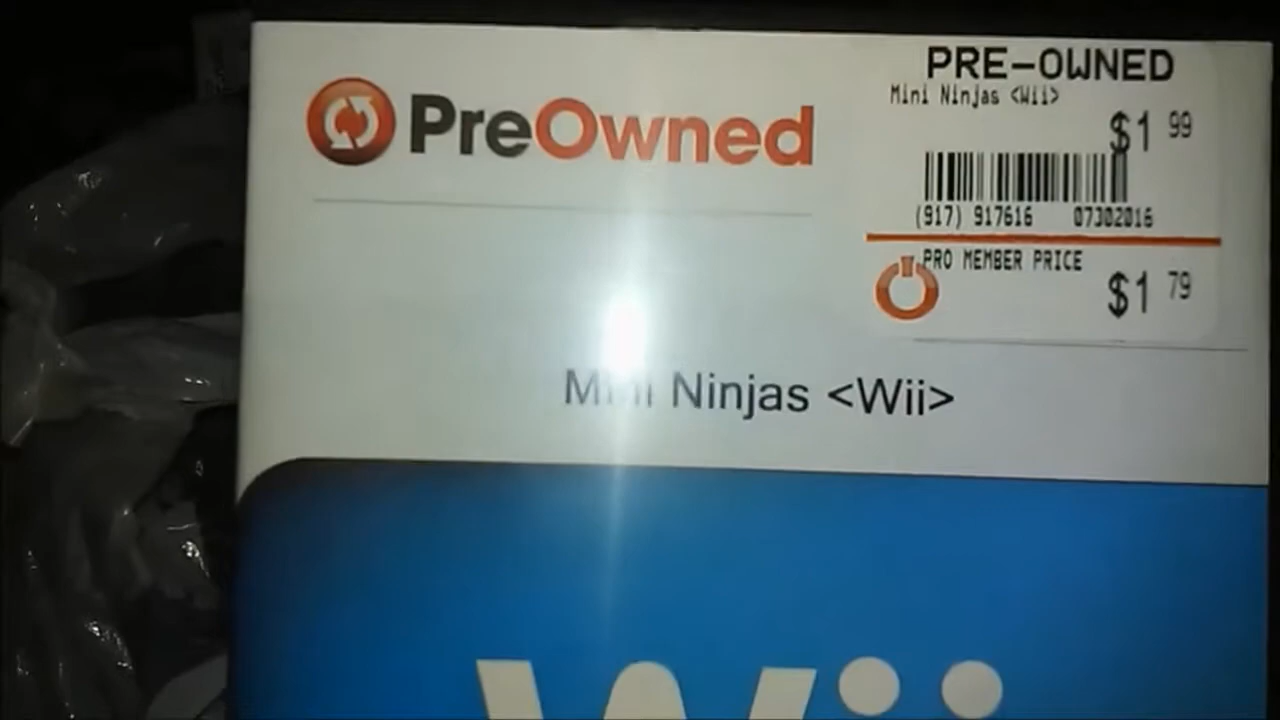 PreOwned
PRE-OWNED
Mini Ninjas <Wii>
$1 99
(917) 917616 07302016
PRO MEMBER PRICE
$1 79
Mini Ninjas <Wii>
Wii